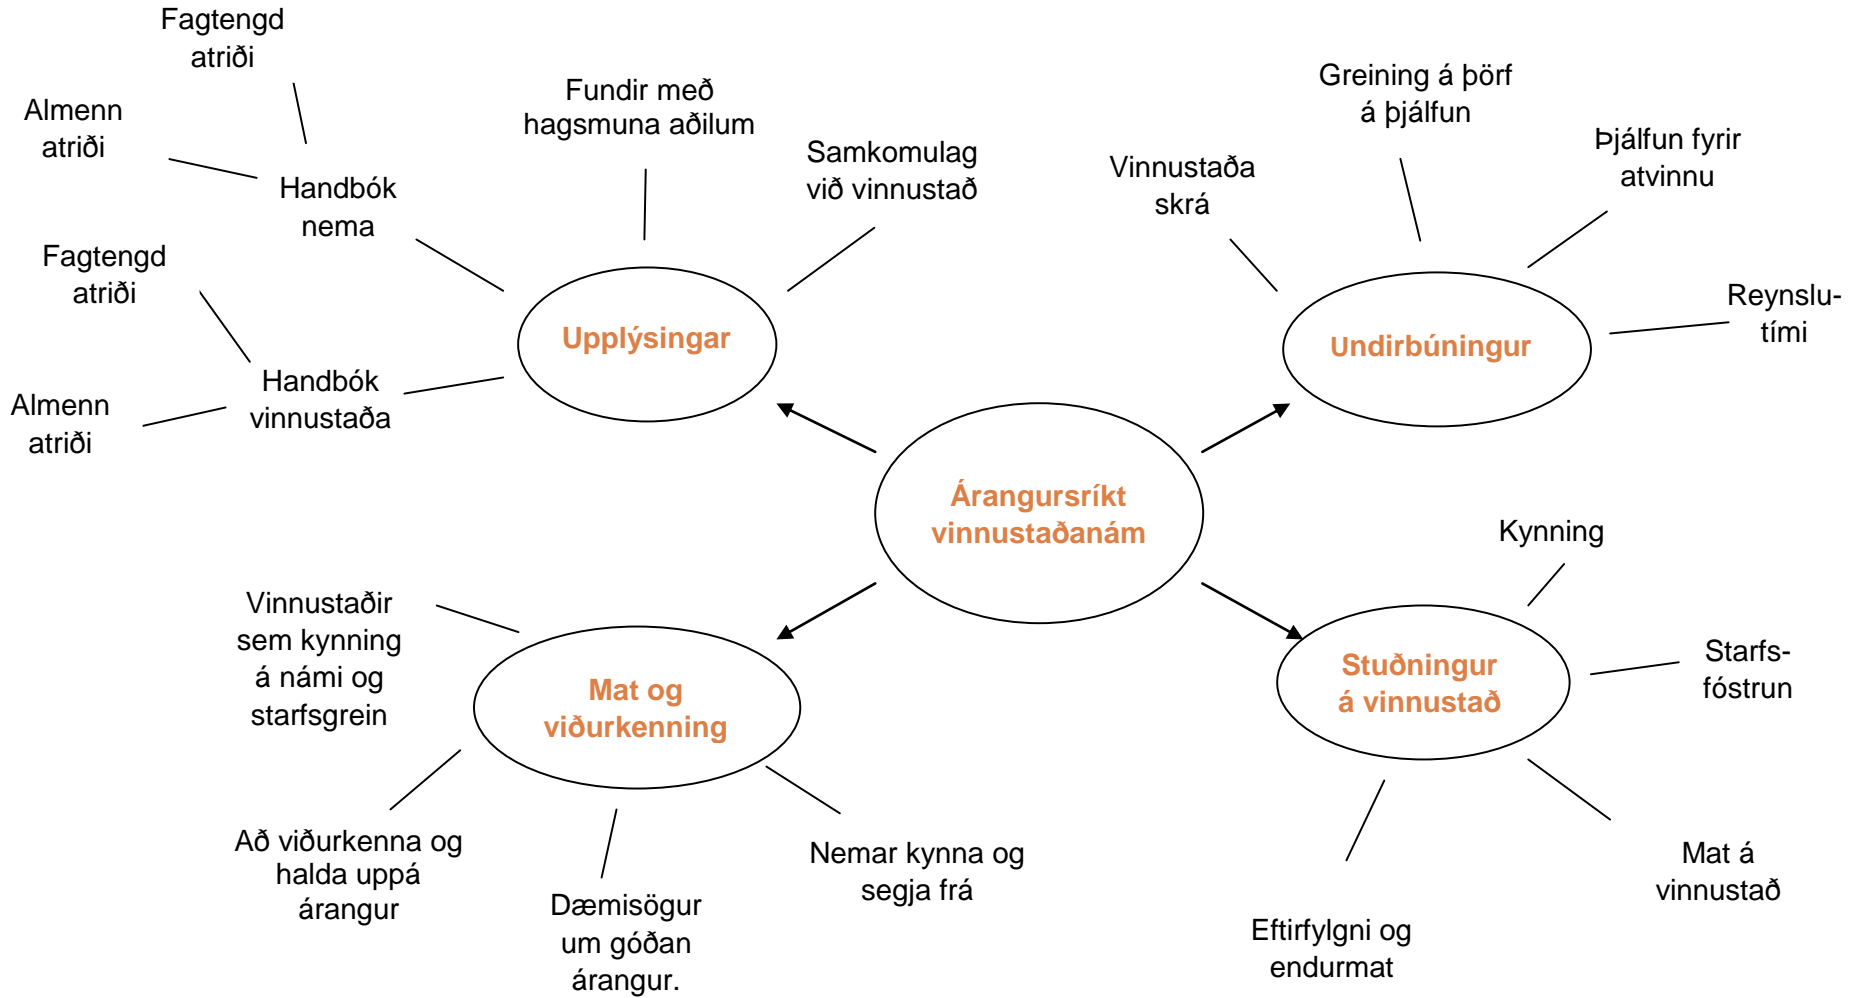 Fagtengd
atriði
Almenn
atriði
Handbók
nema
Fagtengd
atriði
Almenn
atriði
Handbók
vinnustaða
Fundir með
hagsmuna aðilum
Samkomulag
við vinnustað
Upplýsingar
Vinnustaða
skrá
Greining á þörf
á þjálfun
Þjálfun fyrir
atvinnu
Reynslu-
tími
Undirbúningur
Árangursríkt
vinnustaðanám
Vinnustaðir
sem kynning
á námi og
starfsgrein
Mat og
viðurkenning
Að viðurkenna og
halda uppá
árangur
Dæmisögur
um góðan
árangur.
Nemar kynna og
segja frá
Kynning
Stuðningur
á vinnustað
Starfs-
fóstrun
Mat á
vinnustað
Eftirfylgni og
endurmat